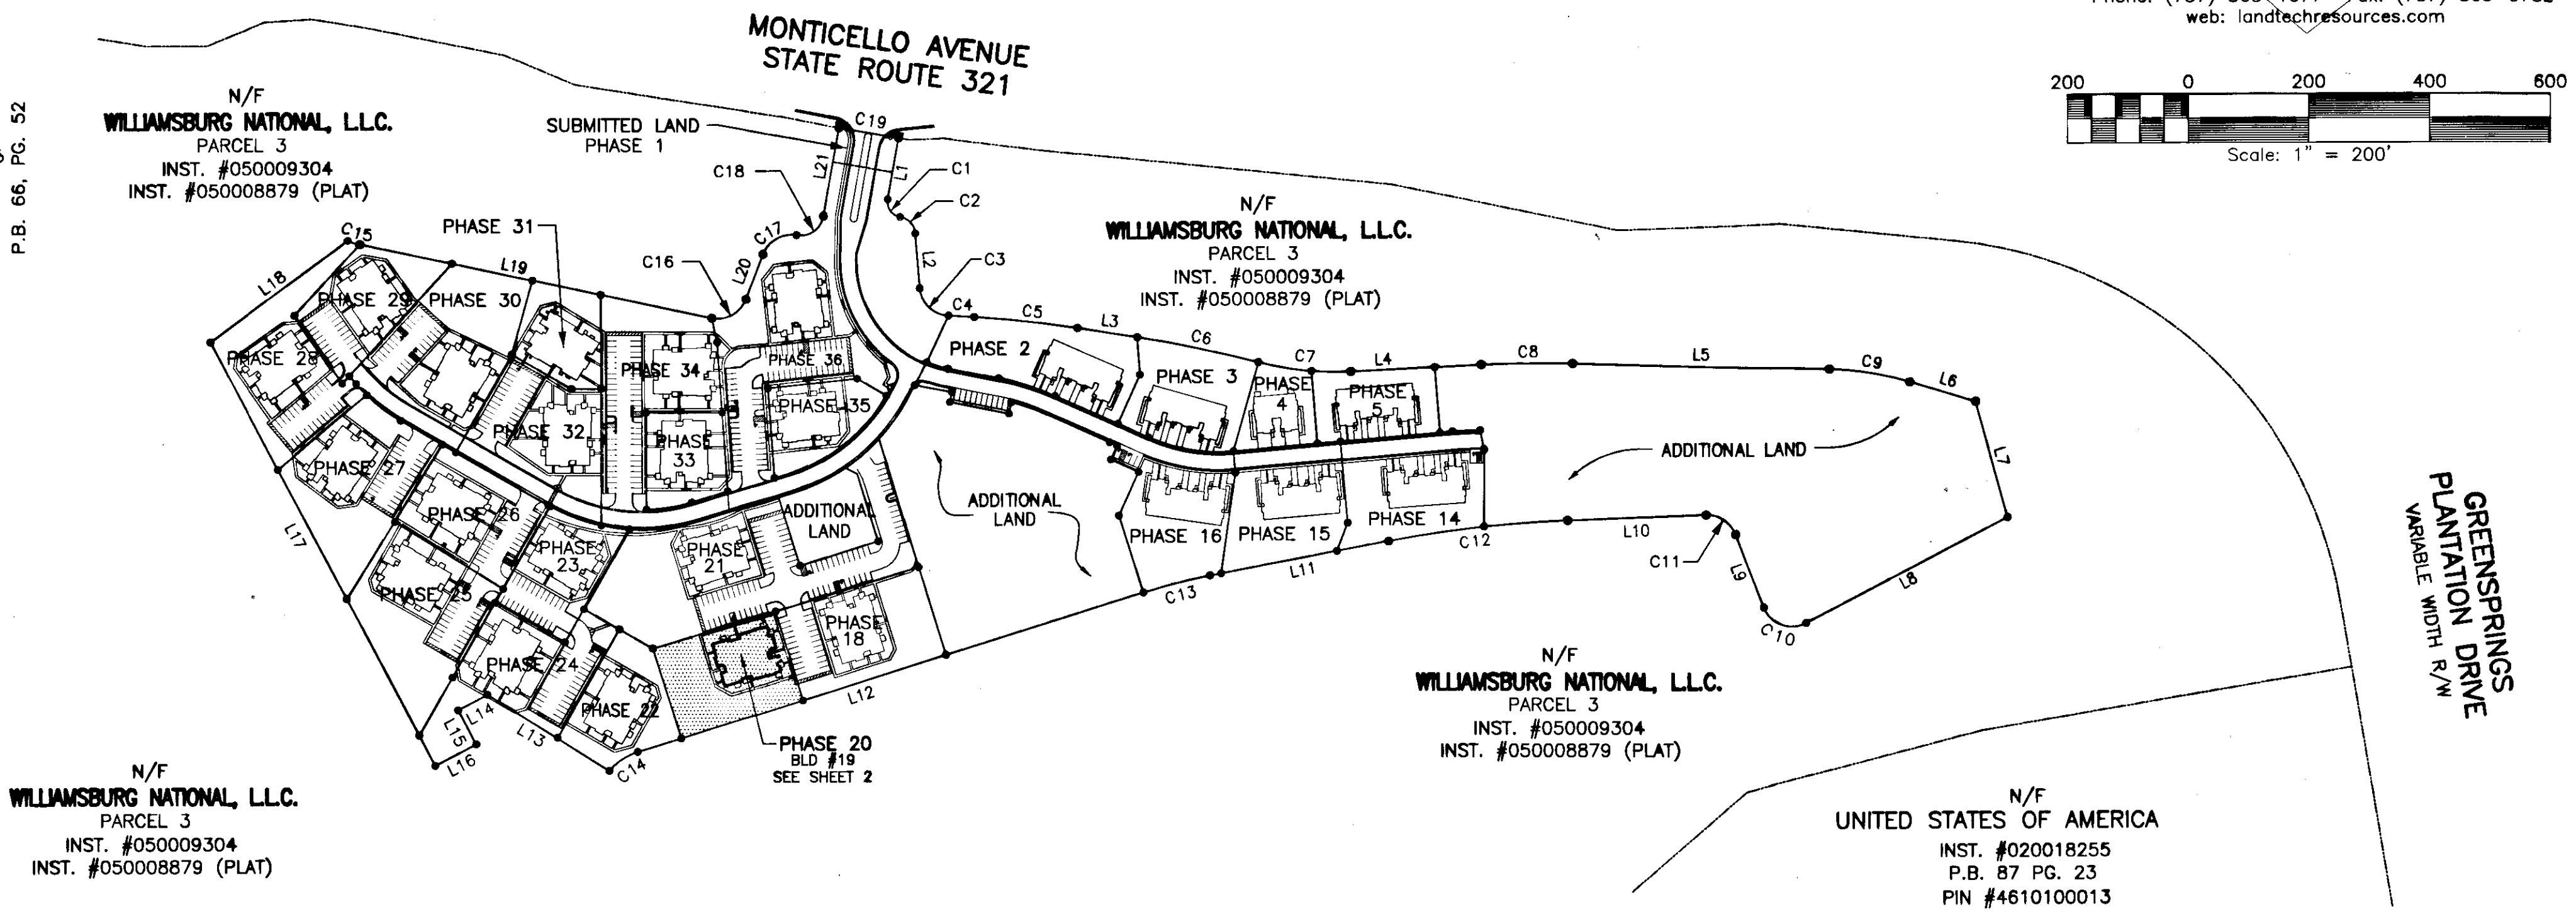 web: landtechresources.com
200 0 200 400 600
Scale: 1" = 200'
P.B. 66, PG. 52
MONTICELLO AVENUE
STATE ROUTE 321
N/F
WILLIAMSBURG NATIONAL, L.L.C.
PARCEL 3
INST. #050009304
INST. #050008879 (PLAT)
SUBMITTED LAND
PHASE 1
C19
L21
L1
C1
C2
C18
C17
C16
L20
L2
C3
N/F
WILLIAMSBURG NATIONAL, L.L.C.
PARCEL 3
INST. #050009304
INST. #050008879 (PLAT)
PHASE 31
C15
L18
L19
PHASE 29
PHASE 30
PHASE 28
PHASE 34
PHASE 36
PHASE 35
PHASE 32
PHASE
33
PHASE 27
PHASE 26
PHASE
23
PHASE 25
PHASE 24
PHASE 22
PHASE
21
ADDITIONAL
LAND
PHASE
18
L17
L14
L15
L16
L13
C14
L12
PHASE 20
BLD #19
SEE SHEET 2
C4
C5
L3
C6
C7
L4
C8
L5
C9
L6
L7
L8
PHASE 2
PHASE 3
PHASE
4
PHASE
5
ADDITIONAL LAND
ADDITIONAL
LAND
PHASE 16
PHASE 15
PHASE 14
C13
L11
C12
L10
C11
L9
C10
GREENSPRINGS
PLANTATION DRIVE
VARIABLE WIDTH R/W
N/F
WILLIAMSBURG NATIONAL, L.L.C.
PARCEL 3
INST. #050009304
INST. #050008879 (PLAT)
N/F
WILLIAMSBURG NATIONAL, L.L.C.
PARCEL 3
INST. #050009304
INST. #050008879 (PLAT)
N/F
UNITED STATES OF AMERICA
INST. #020018255
P.B. 87 PG. 23
PIN #4610100013